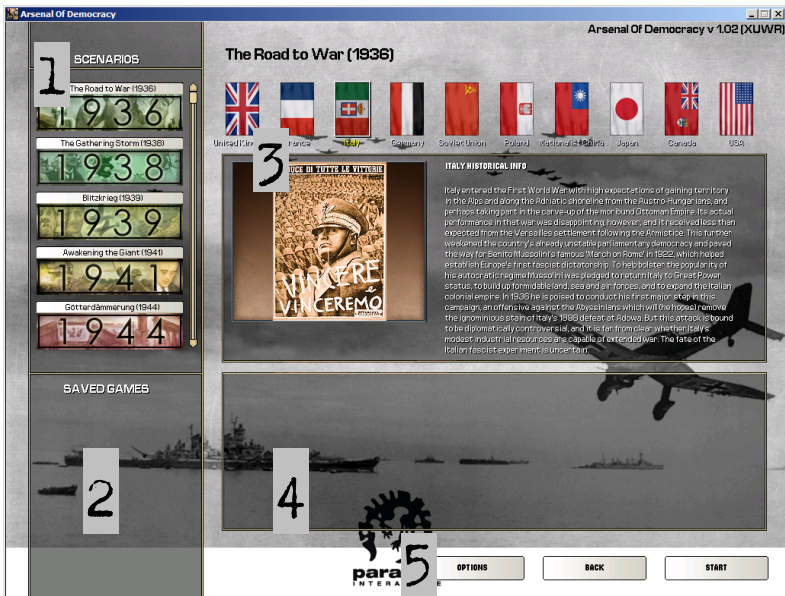 Arsenal Of Democracy
Arsenal Of Democracy v 1.02 (XUWR)
1
SCENARIOS
The Road to War (1936)
The Road to War (1936)
1936
The Gathering Storm (1938)
1938
Blitzkrieg (1939)
1939
Awakening the Giant (1941)
1941
Götterdämmerung (1944)
1944
Italy
Germany
Soviet Union
Poland
Nationalist China
Japan
Canada
USA
3
DUCE DI TUTTE LE VITTORIE
VINCERE
e
VINCEREMO
ITALY HISTORICAL INFO
Italy entered the First World War with high expectations of gaining territory
in the Alps and along the Adriatic shoreline from the Austro-Hungarians, and
perhaps taking part in the carve-up of the moribund Ottoman Empire. Its actual
performance in that war was disappointing, however, and it received less than
expected from the Versailles settlement following the Armistice. This further
weakened the country's already unstable parliamentary democracy and paved
the way for Benito Mussolini's famous 'March on Rome' in 1922, which helped
establish Europe's first fascist dictatorship. To help bolster the popularity of
his autocratic regime Mussolini was pledged to return Italy to Great Power
status, to build up formidable land, sea and air forces, and to expand the Italian
colonial empire. In 1936 he is poised to conduct his first major step in this
campaign, an offensive against the Abyssinians which will (he hopes) remove
the ignominious stain of Italy's 1898 defeat at Adowa. But this attack is bound
to be diplomatically controversial, and it is far from clear whether Italy's
modest industrial resources are capable of extended war. The fate of the
Italian fascist experiment is uncertain.
SAVED GAMES
2
4
5
OPTIONS
BACK
START